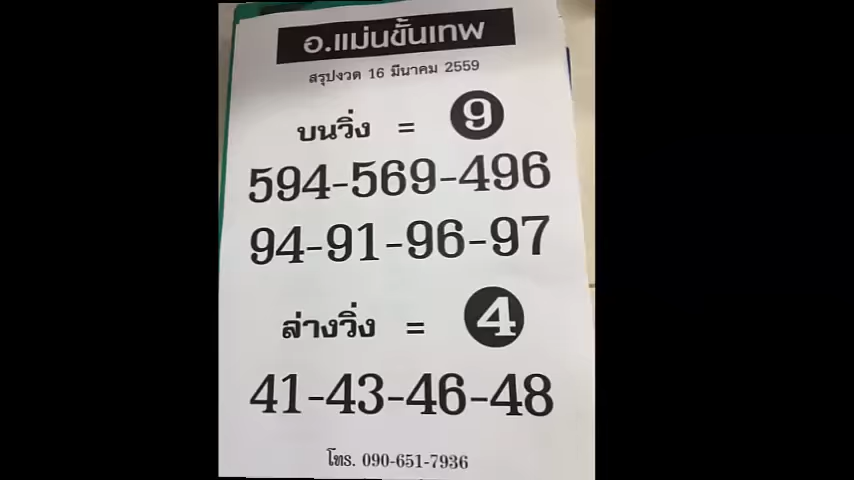 อ.แม่นขั้นเทพ
สรุปงวด 16 มีนาคม 2559
บนวิ่ง = 9
594-569-496
94-91-96-97
ล่างวิ่ง = 4
41-43-46-48
โทร. 090-651-7936